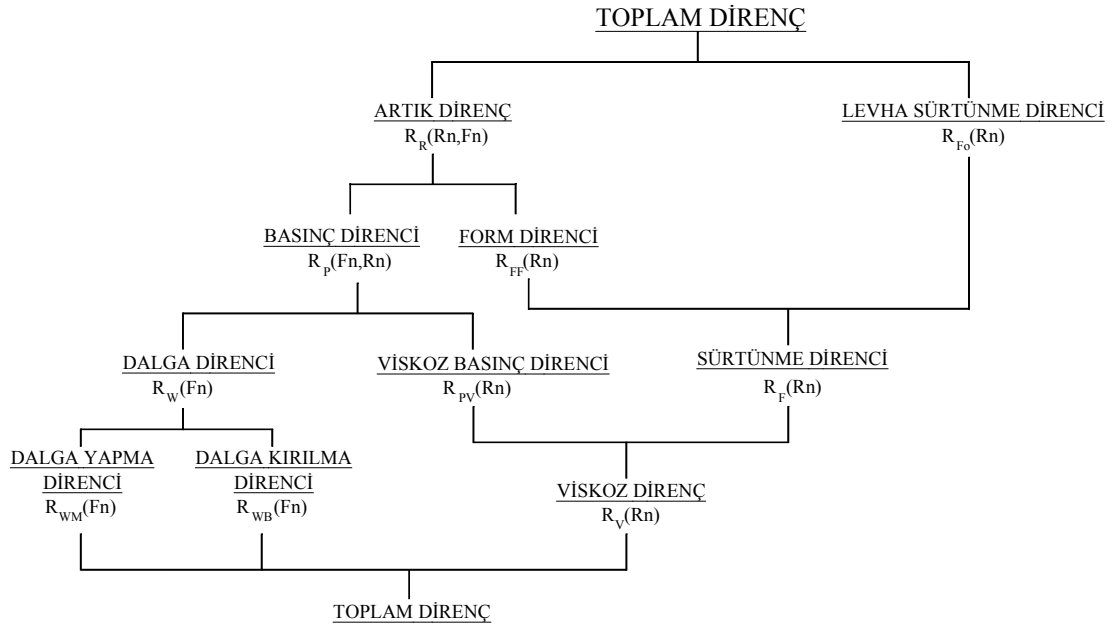 TOPLAM DİRENÇ
ARTIK DİRENÇ
R_R(Rn,Fn)
LEVHA SÜRTÜNME DİRENCİ
R_Fo(Rn)
BASINÇ DİRENCİ
R_P(Fn,Rn)
FORM DİRENCİ
R_FF(Rn)
DALGA DİRENCİ
R_W(Fn)
VİSKOZ BASINÇ DİRENCİ
R_PV(Rn)
SÜRTÜNME DİRENCİ
R_F(Rn)
DALGA YAPMA
DİRENCİ
R_WM(Fn)
DALGA KIRILMA
DİRENCİ
R_WB(Fn)
VİSKOZ DİRENÇ
R_V(Rn)
TOPLAM DİRENÇ